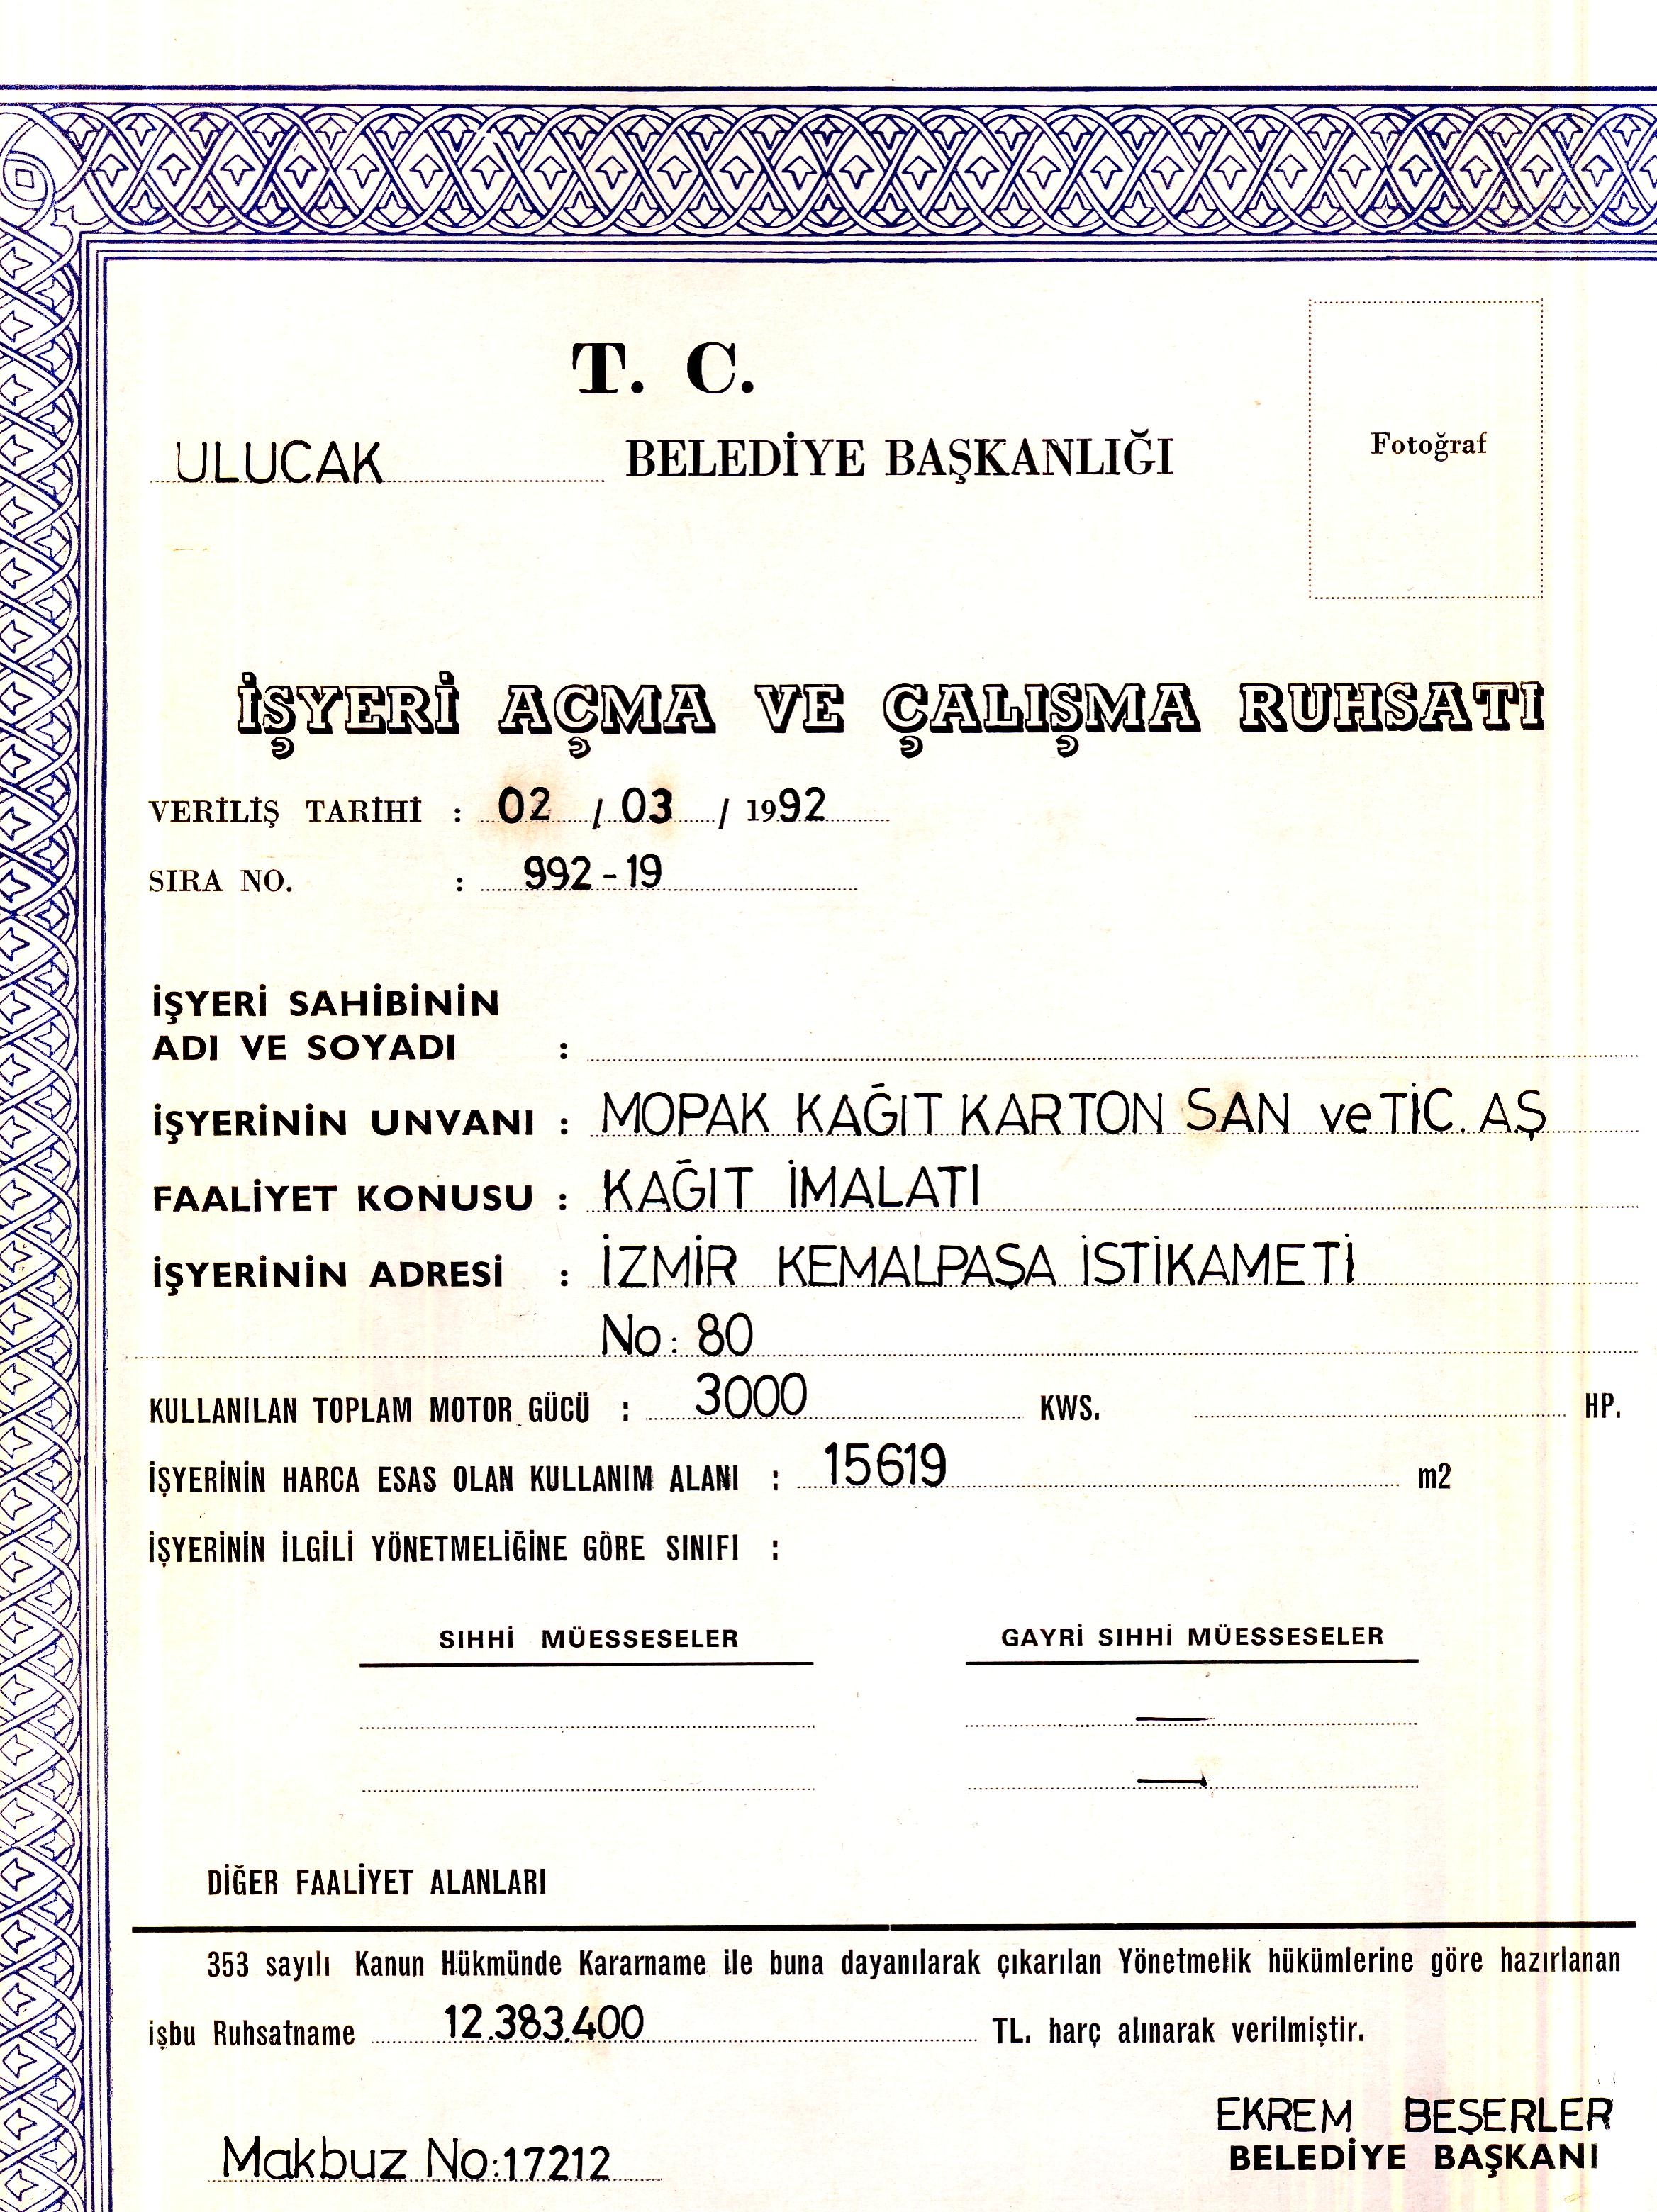 T. C.
ULUCAK BELEDİYE BAŞKANLIĞI
Fotoğraf
İŞYERİ AÇMA VE ÇALIŞMA RUHSATI
VERİLİŞ TARİHİ : 02 / 03 / 1992
SIRA NO. : 992-19
İŞYERİ SAHİBİNİN
ADI VE SOYADI :
İŞYERİNİN UNVANI : MOPAK KAĞIT KARTON SAN ve TİC. A.Ş
FAALİYET KONUSU : KAĞIT İMALATI
İŞYERİNİN ADRESİ : İZMİR KEMALPAŞA İSTİKAMETİ
No: 80
KULLANILAN TOPLAM MOTOR GÜCÜ : 3000 KWS. HP.
İŞYERİNİN HARCA ESAS OLAN KULLANIM ALANI : 15619 m2
İŞYERİNİN İLGİLİ YÖNETMELİĞİNE GÖRE SINIFI :
SIHHİ MÜESSESELER GAYRİ SIHHİ MÜESSESELER
— 
—
DİĞER FAALİYET ALANLARI
353 sayılı Kanun Hükmünde Kararname ile buna dayanılarak çıkarılan Yönetmelik hükümlerine göre hazırlanan
işbu Ruhsatname 12.383.400 TL. harç alınarak verilmiştir.
EKREM BEŞERLER
BELEDİYE BAŞKANI
Makbuz No:17212